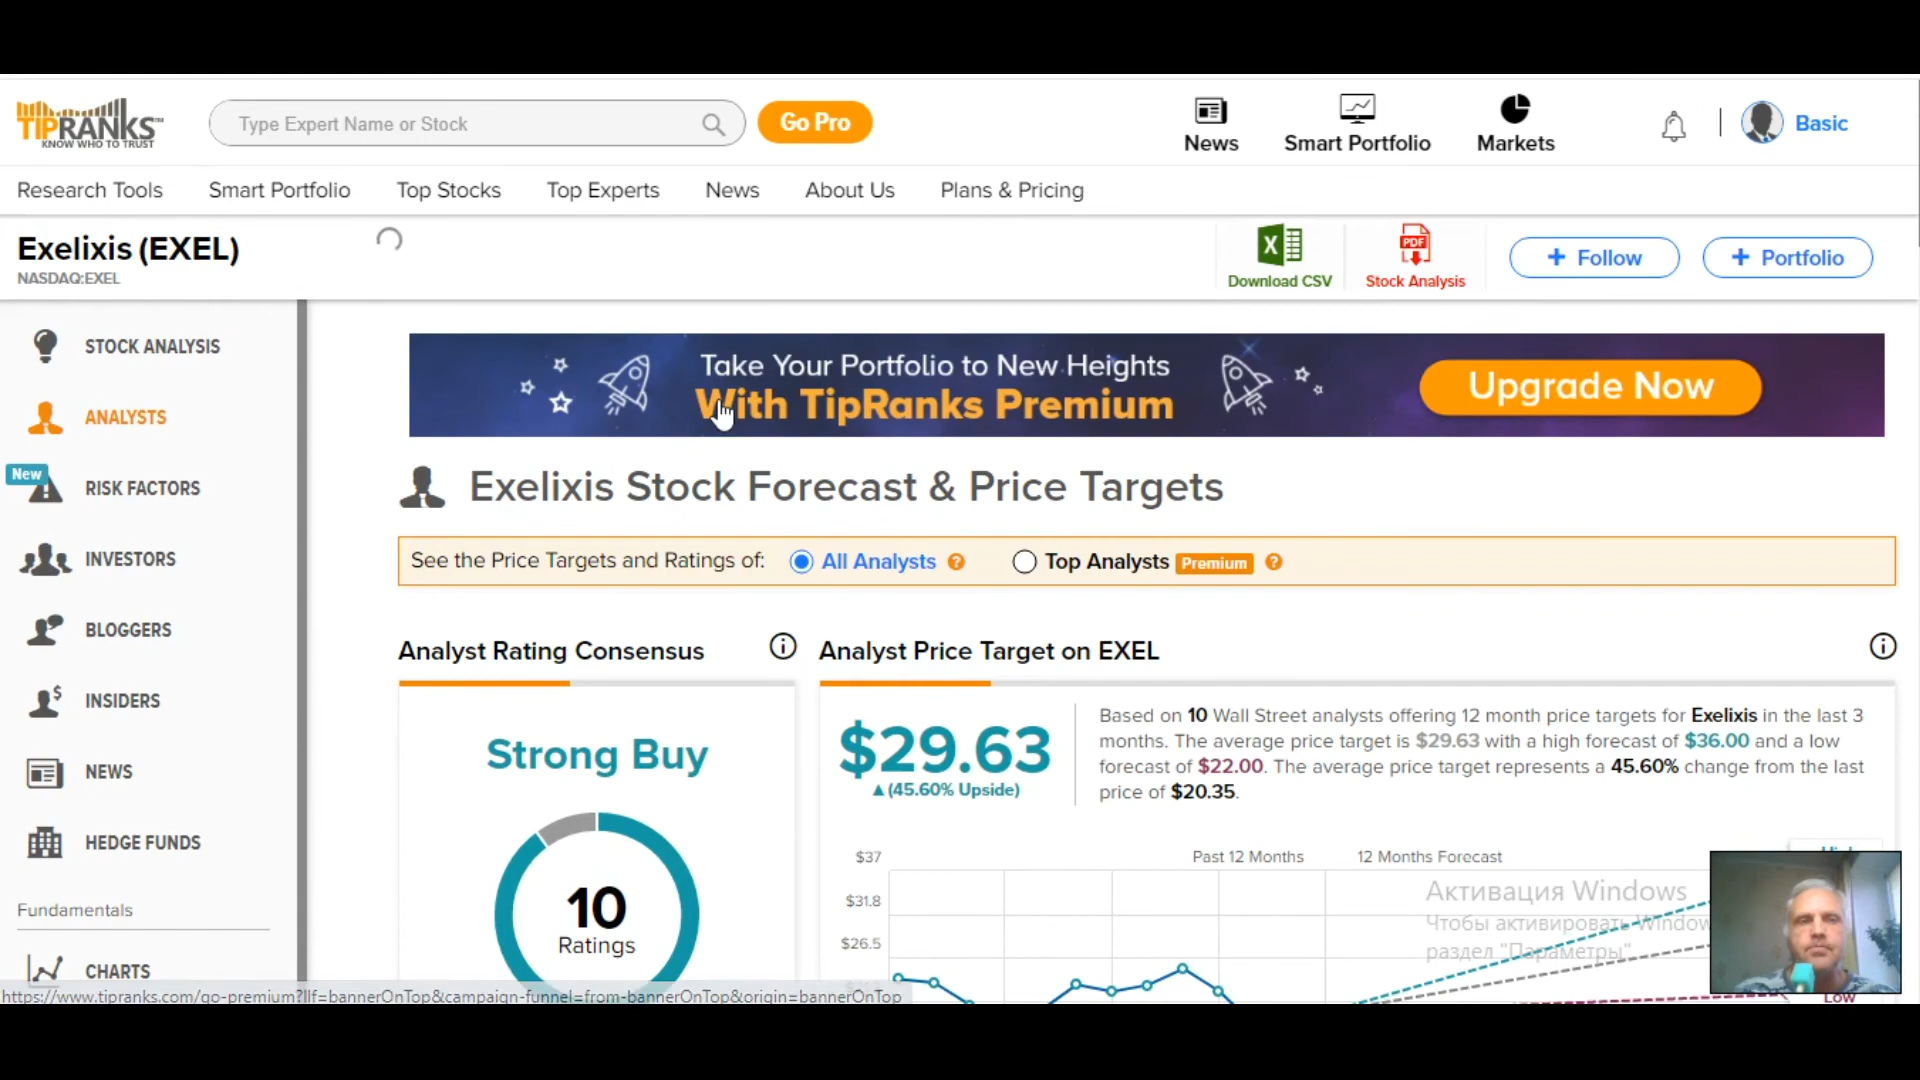 TIPRANKS™
KNOW WHO TO TRUST
Type Expert Name or Stock
Go Pro
News
Smart Portfolio
Markets
Basic
Research Tools
Smart Portfolio
Top Stocks
Top Experts
News
About Us
Plans & Pricing
Exelixis (EXEL)
NASDAQ:EXEL
X
Download CSV
PDF
Stock Analysis
+ Follow
+ Portfolio
STOCK ANALYSIS
ANALYSTS
New
RISK FACTORS
INVESTORS
BLOGGERS
$
INSIDERS
NEWS
HEDGE FUNDS
Fundamentals
CHARTS
Take Your Portfolio to New Heights
With TipRanks Premium
Upgrade Now
Exelixis Stock Forecast & Price Targets
See the Price Targets and Ratings of:
All Analysts ?
Top Analysts Premium ?
Analyst Rating Consensus
Strong Buy
10
Ratings
Analyst Price Target on EXEL
$29.63
▲(45.60% Upside)
Based on 10 Wall Street analysts offering 12 month price targets for Exelixis in the last 3
months. The average price target is $29.63 with a high forecast of $36.00 and a low
forecast of $22.00. The average price target represents a 45.60% change from the last
price of $20.35.
Past 12 Months
12 Months Forecast
$37
$31.8
$26.5
Активация Windows
Чтобы активировать Window
раздел "Параметры".
Low
https://www.tipranks.com/go-premium?llf=bannerOnTop&campaign-funnel=from-bannerOnTop&origin=bannerOnTop